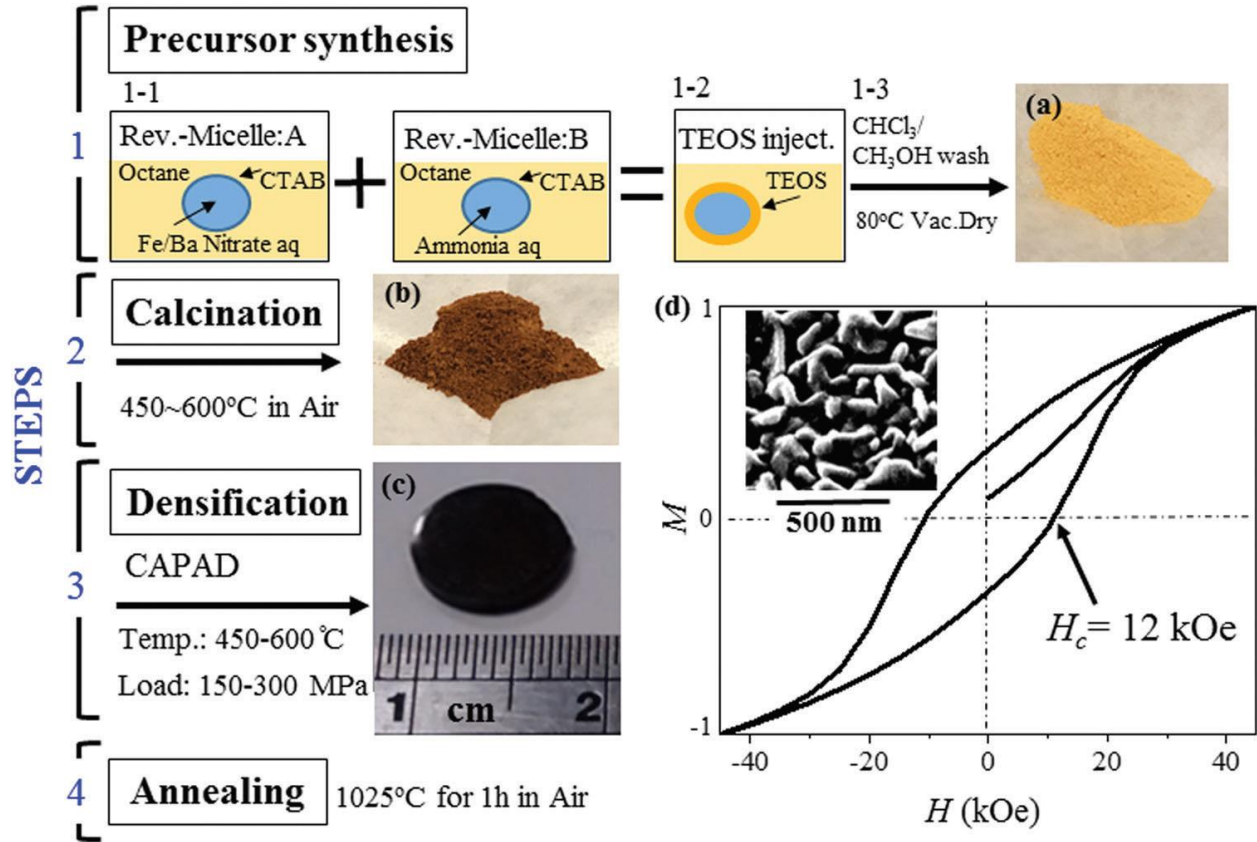 STEPS
1
Precursor synthesis
1-1
Rev.-Micelle:A
Octane
CTAB
Fe/Ba Nitrate aq
+
Rev.-Micelle:B
Octane
CTAB
Ammonia aq
=
1-2
TEOS inject.
TEOS
1-3
CHCl₃/
CH₃OH wash
80°C Vac.Dry
(a)
2
Calcination
450~600°C in Air
(b)
3
Densification
CAPAD
Temp.: 450-600℃
Load: 150-300 MPa
(c)
1 2
cm
4
Annealing
1025°C for 1h in Air
(d)
1
0
-1
M
500 nm
H_c= 12 kOe
-40 -20 0 20 40
H (kOe)